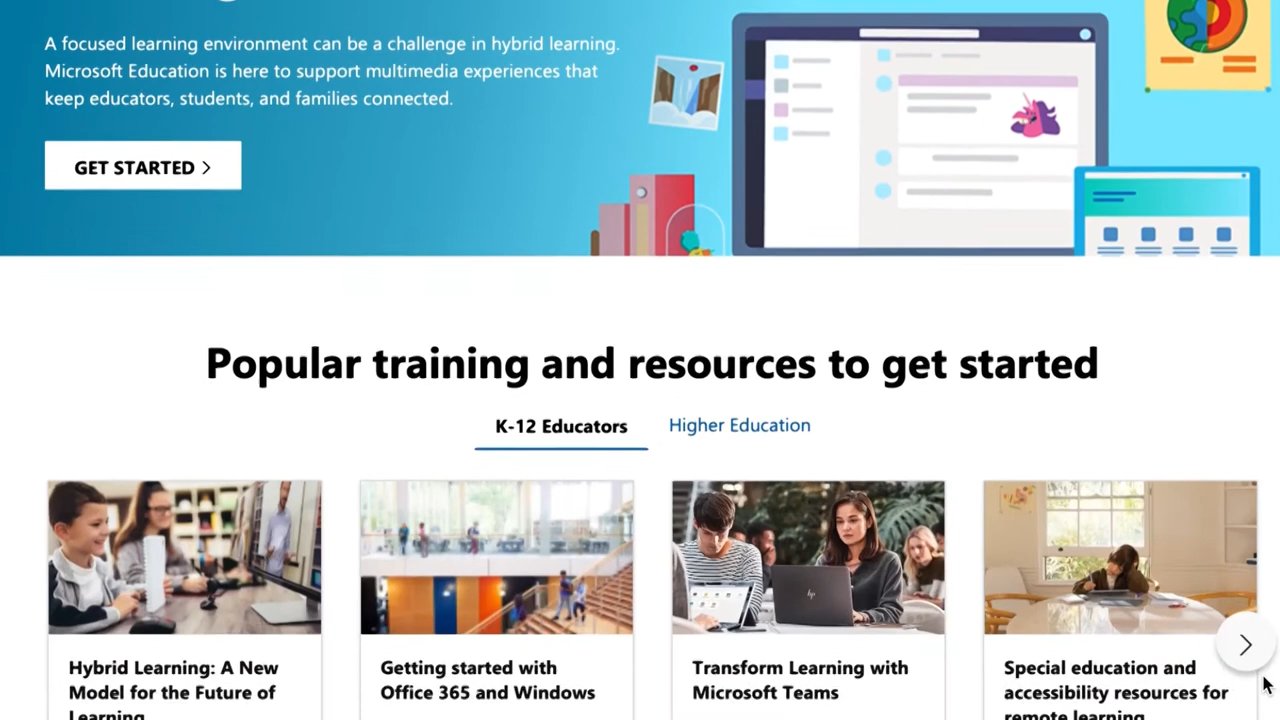 A focused learning environment can be a challenge in hybrid learning.
Microsoft Education is here to support multimedia experiences that
keep educators, students, and families connected.
GET STARTED
Popular training and resources to get started
K-12 Educators
Higher Education
Hybrid Learning: A New
Model for the Future of
Learning
Getting started with
Office 365 and Windows
Transform Learning with
Microsoft Teams
Special education and
accessibility resources for
remote learning